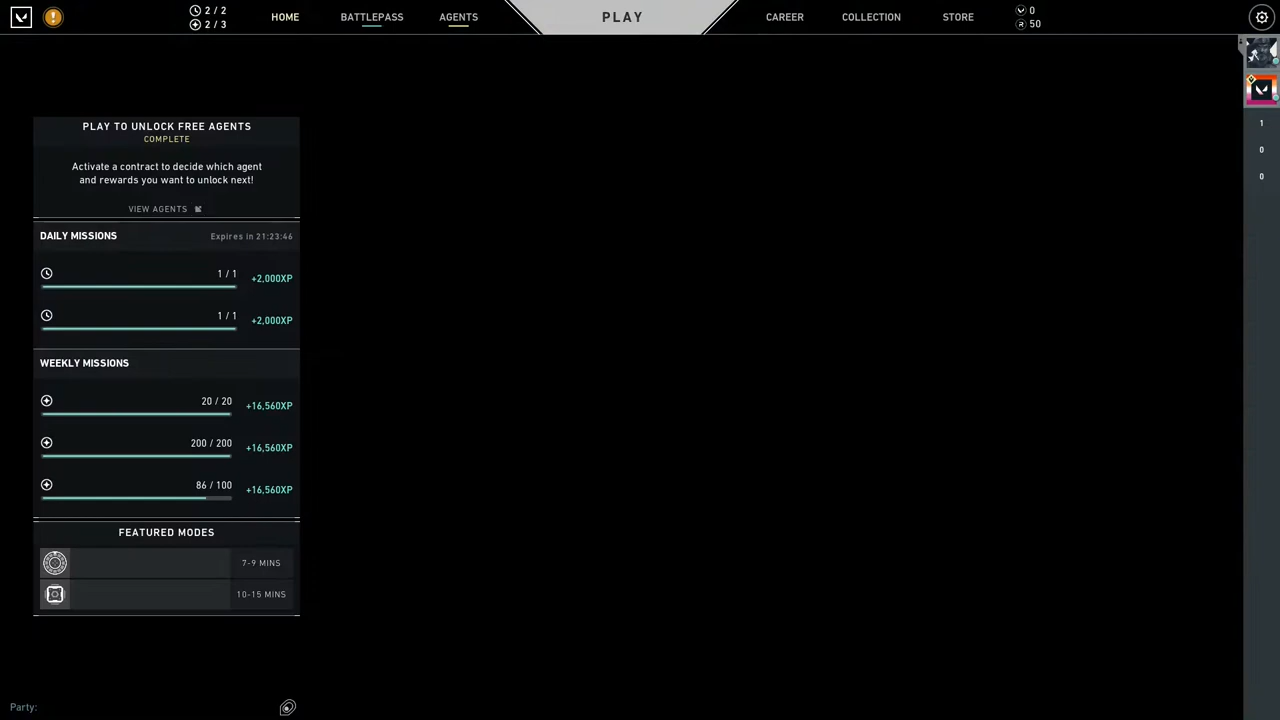 2 / 2
2 / 3
HOME
BATTLEPASS
AGENTS
PLAY
CAREER
COLLECTION
STORE
0
R 50
PLAY TO UNLOCK FREE AGENTS
COMPLETE
Activate a contract to decide which agent
and rewards you want to unlock next!
VIEW AGENTS
DAILY MISSIONS Expires in 21:23:46
1 / 1 +2,000XP
1 / 1 +2,000XP
WEEKLY MISSIONS
20 / 20 +16,560XP
200 / 200 +16,560XP
86 / 100 +16,560XP
FEATURED MODES
7-9 MINS
10-15 MINS
Party:
1
0
0